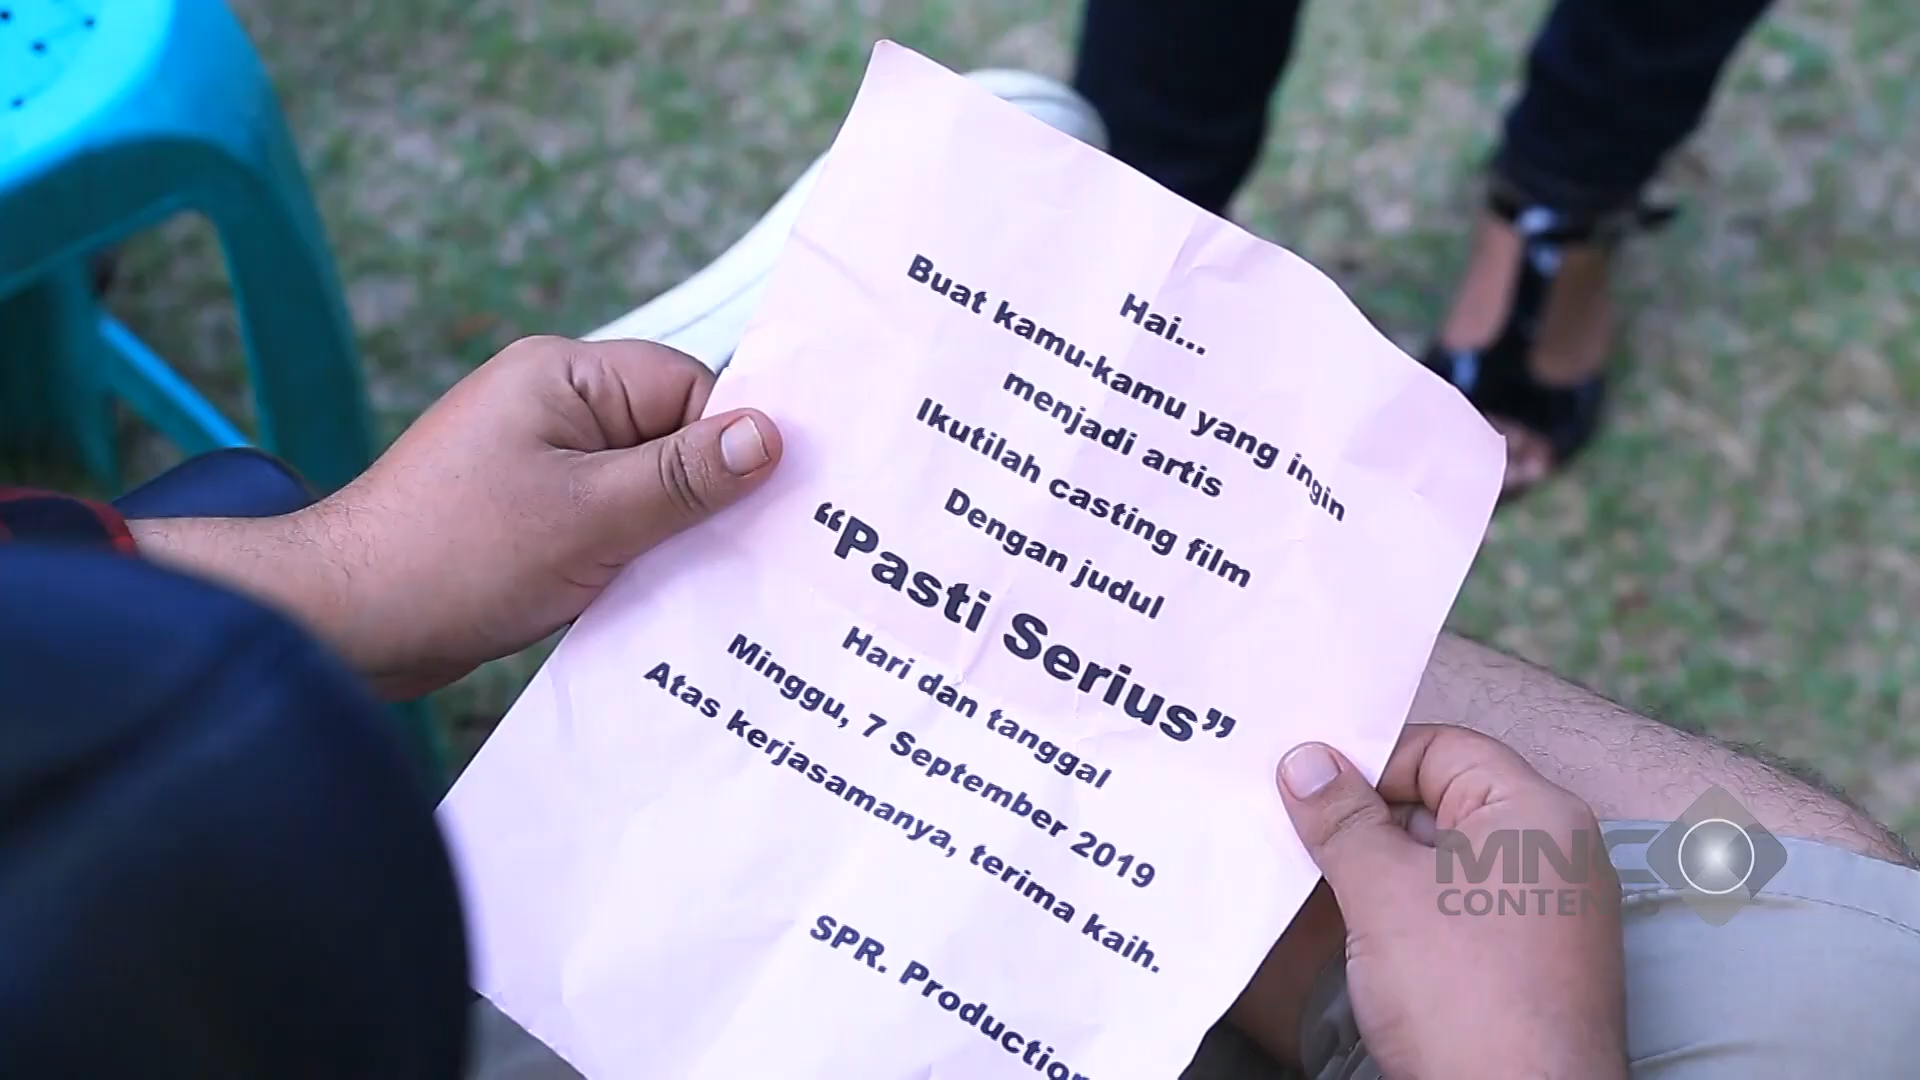 Hai...
Buat kamu-kamu yang ingin
menjadi artis
Ikutilah casting film
Dengan judul
“Pasti Serius”
Hari dan tanggal
Minggu, 7 September 2019
Atas kerjasamanya, terima kaih.
SPR. Production
MNC
CONTENTS